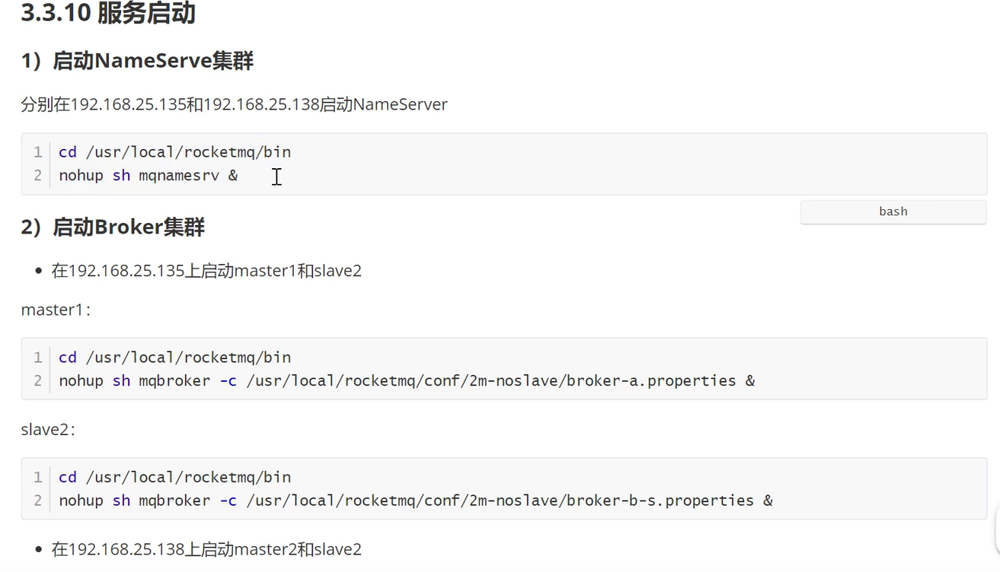 3.3.10 服务启动
1）启动NameServe集群
分别在192.168.25.135和192.168.25.138启动NameServer
1 cd /usr/local/rocketmq/bin
2 nohup sh mqnamesrv &
bash
2）启动Broker集群
• 在192.168.25.135上启动master1和slave2
master1：
1 cd /usr/local/rocketmq/bin
2 nohup sh mqbroker -c /usr/local/rocketmq/conf/2m-noslave/broker-a.properties &
slave2：
1 cd /usr/local/rocketmq/bin
2 nohup sh mqbroker -c /usr/local/rocketmq/conf/2m-noslave/broker-b-s.properties &
• 在192.168.25.138上启动master2和slave2